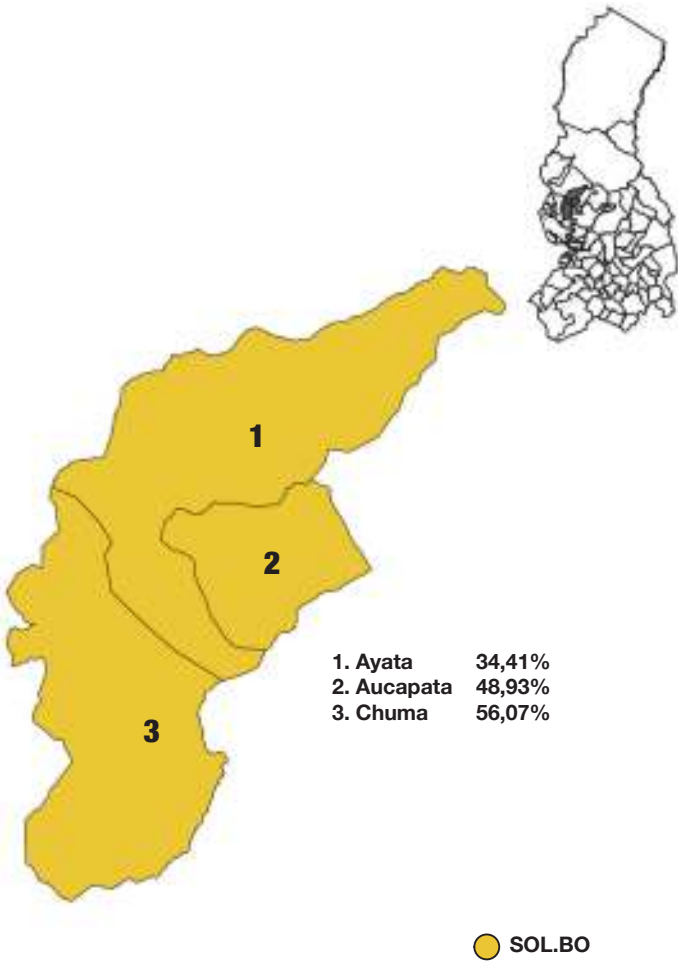 1
2
1. Ayata 34,41%
2. Aucapata 48,93%
3. Chuma 56,07%
3
SOL.BO